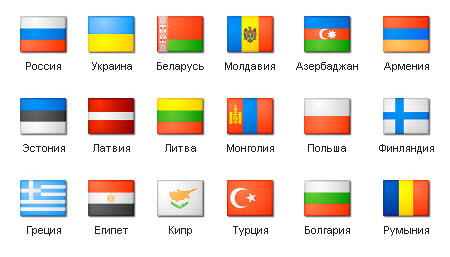 Россия Украина Беларусь Молдавия Азербаджан Армения
Эстония Латвия Литва Монголия Польша Финляндия
Греция Египет Кипр Турция Болгария Румыния